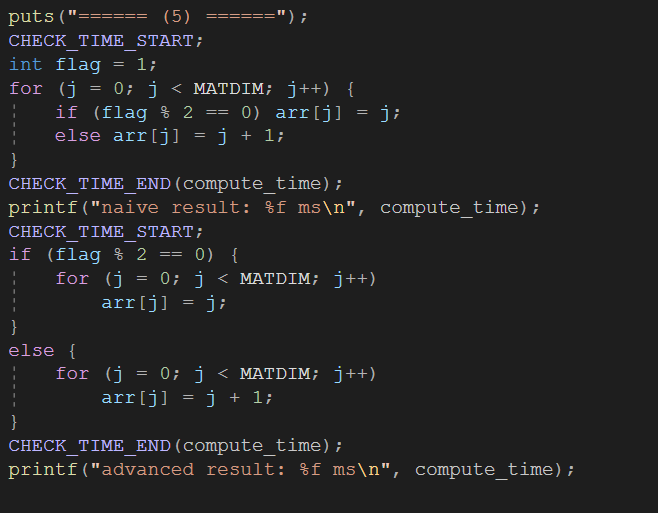 puts("====== (5) ======");
CHECK_TIME_START;
int flag = 1;
for (j = 0; j < MATDIM; j++) {
    if (flag % 2 == 0) arr[j] = j;
    else arr[j] = j + 1;
}
CHECK_TIME_END(compute_time);
printf("naive result: %f ms\n", compute_time);
CHECK_TIME_START;
if (flag % 2 == 0) {
    for (j = 0; j < MATDIM; j++)
        arr[j] = j;
}
else {
    for (j = 0; j < MATDIM; j++)
        arr[j] = j + 1;
}
CHECK_TIME_END(compute_time);
printf("advanced result: %f ms\n", compute_time);